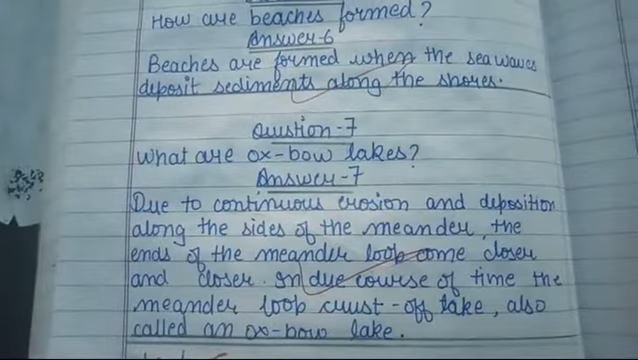 How are beaches formed?
Answer-6
Beaches are formed when the sea waves
deposit sediments along the shores.
Question-7
What are ox-bow lakes?
Answer-7
Due to continuous erosion and deposition
along the sides of the meander, the
ends of the meander loop come closer
and closer. In due course of time the
meander loop cuust-off lake, also
called an ox-bow lake.